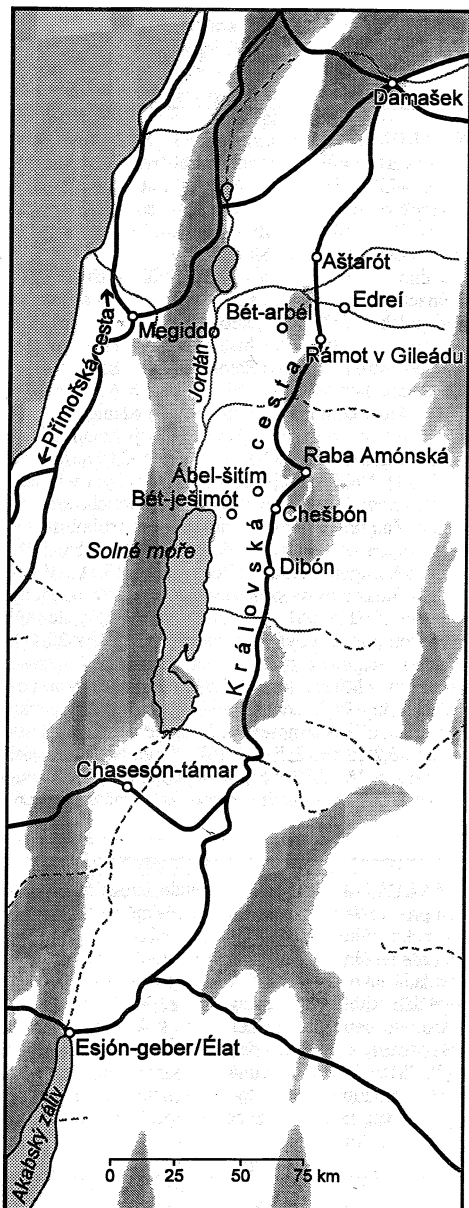 Damašek
Aštarót
Edreí
Bét-arbél
Megiddo
Rámot v Gileádu
Přímořská cesta
Jordán
Královská cesta
Raba Amónská
Ábel-šitím
Bét-ješimót
Chešbón
Solné moře
Dibón
Chaseson-támar
Esjón-geber/Élat
Akabský záliv
0 25 50 75 km